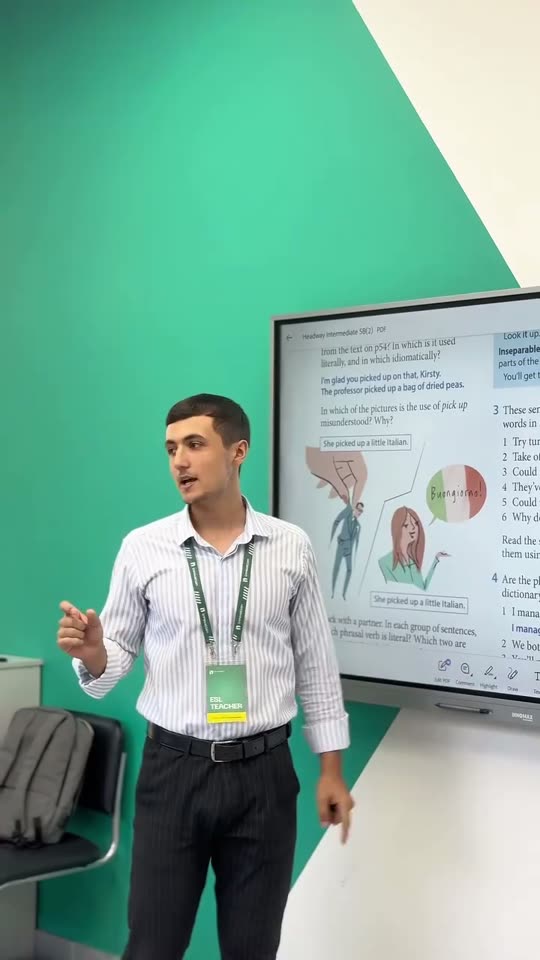 Headway Intermediate SB(2) PDF
from the text on p54? In which is it used
literally, and in which idiomatically?
I'm glad you picked up on that, Kirsty.
The professor picked up a bag of dried peas.
In which of the pictures is the use of pick up
misunderstood? Why?
She picked up a little Italian.
Buongiorno!
She picked up a little Italian.
with a partner. In each group of sentences,
phrasal verb is literal? Which two are
Look it up.
Inseparable
parts of the
You'll get
3 These sen
words in
1 Try tur
2 Take of
3 Could
4 They've
5 Could
6 Why do
Read the s
them usin
4 Are the ph
dictionary
1 I mana
I manag
2 We bot
Edit PDF
Comment
Highlight
Draw
T
ESL
TEACHER